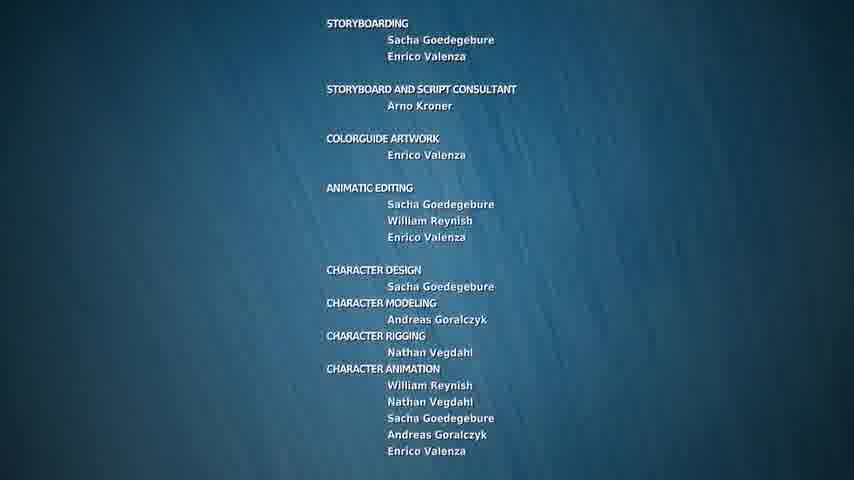 STORYBOARDING
Sacha Goedegebure
Enrico Valenza
STORYBOARD AND SCRIPT CONSULTANT
Arno Kroner
COLORGUIDE ARTWORK
Enrico Valenza
ANIMATIC EDITING
Sacha Goedegebure
William Reynish
Enrico Valenza
CHARACTER DESIGN
Sacha Goedegebure
CHARACTER MODELING
Andreas Goralczyk
CHARACTER RIGGING
Nathan Vegdahl
CHARACTER ANIMATION
William Reynish
Nathan Vegdahl
Sacha Goedegebure
Andreas Goralczyk
Enrico Valenza